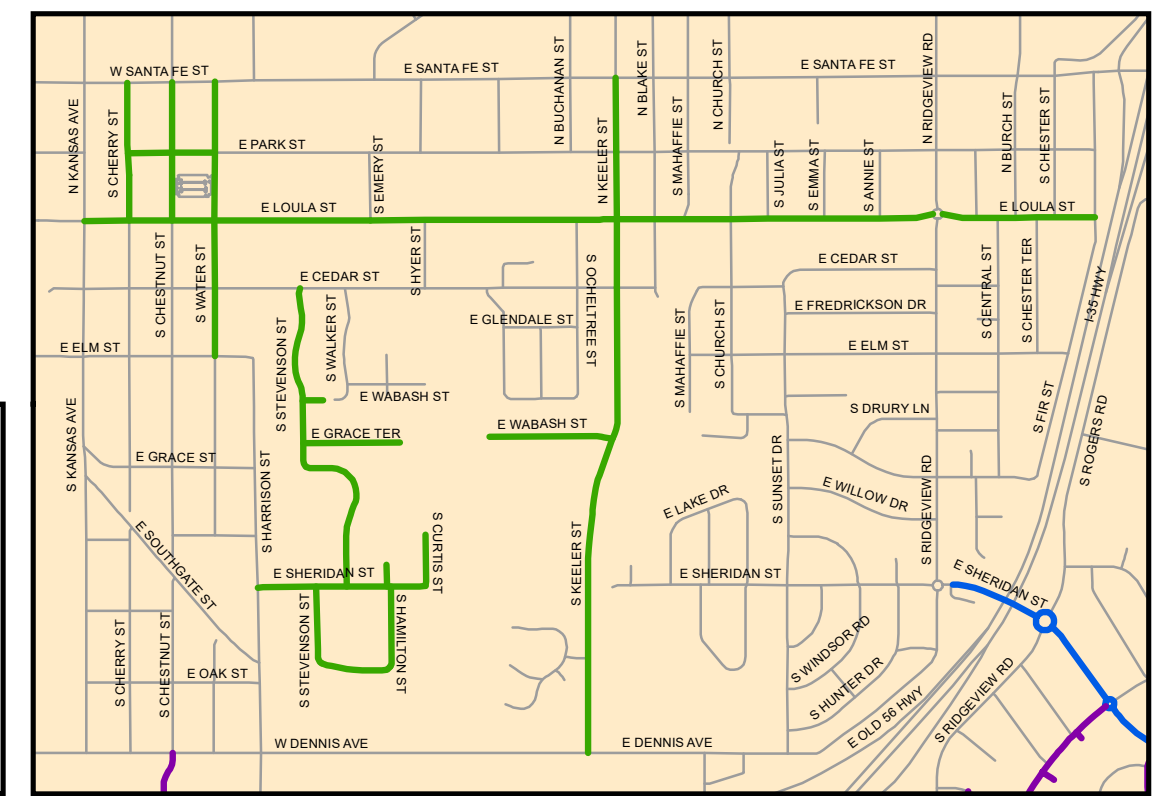 W SANTA FE ST
E SANTA FE ST
E SANTA FE ST
N KANSAS AVE
S CHERRY ST
E PARK ST
S EMERY ST
N BUCHANAN ST
N KEELER ST
N BLAKE ST
S MAHAFFIE ST
N CHURCH ST
S JULIA ST
S EMMA ST
S ANNIE ST
N RIDGEVIEW RD
N BURCH ST
S CHESTER ST
E LOULA ST
E LOULA ST
S CHESTNUT ST
S WATER ST
E CEDAR ST
S HYER ST
S OCHELTREE ST
E CEDAR ST
S CENTRAL ST
S CHESTER TER
I-35 HWY
E FREDRICKSON DR
E GLENDALE ST
E ELM ST
E ELM ST
S STEVENSON ST
S WALKER ST
S MAHAFFIE ST
S CHURCH ST
E WABASH ST
S DRURY LN
S FIR ST
S ROGERS RD
S KANSAS AVE
E GRACE TER
E WABASH ST
E GRACE ST
S HARRISON ST
S SUNSET DR
S RIDGEVIEW RD
E LAKE DR
E WILLOW DR
E SOUTHGATE ST
S CURTIS ST
S KEELER ST
E SHERIDAN ST
E SHERIDAN ST
E SHERIDAN ST
S CHERRY ST
S CHESTNUT ST
S STEVENSON ST
S HAMILTON ST
S WINDSOR RD
S HUNTER DR
E OAK ST
E OLD 56 HWY
S RIDGEVIEW RD
W DENNIS AVE
E DENNIS AVE